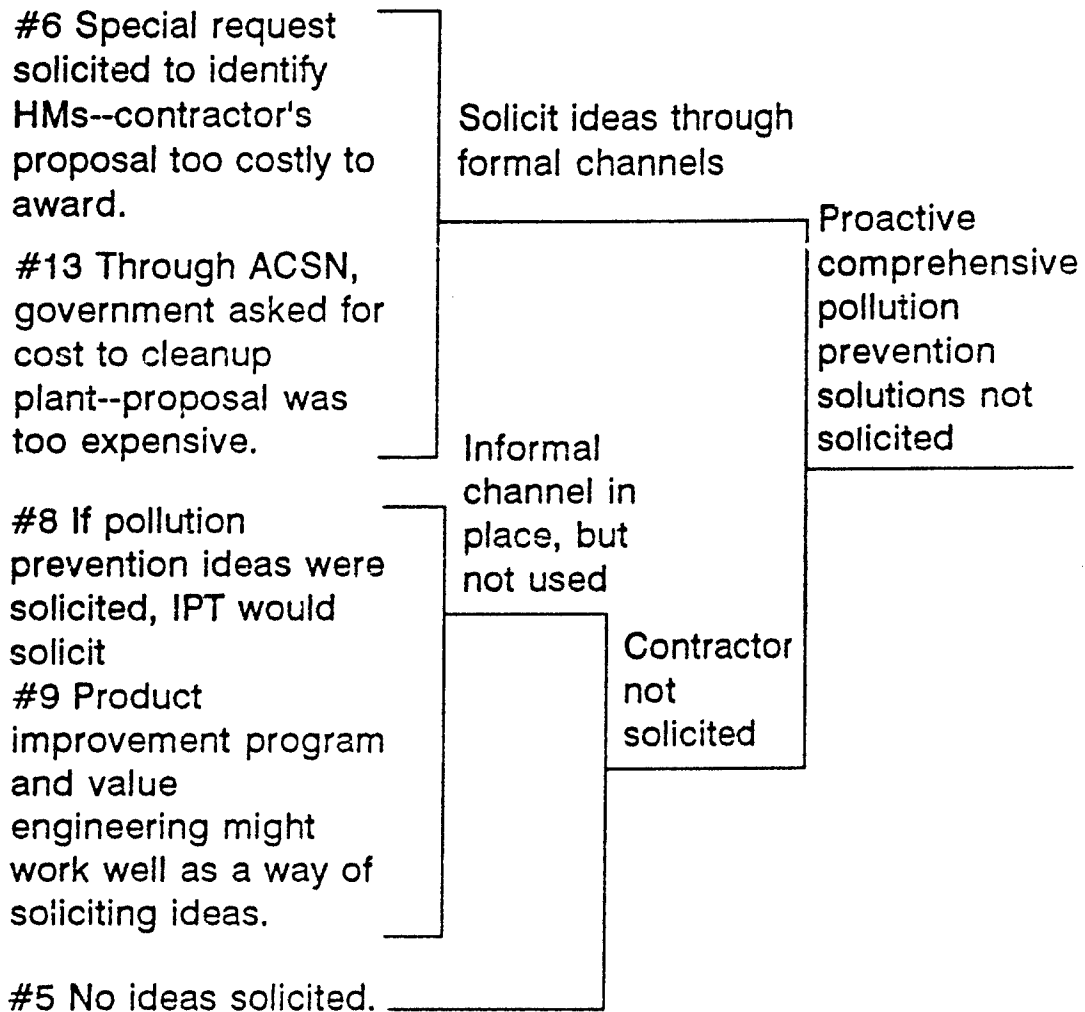 #6 Special request
solicited to identify
HMs--contractor's
proposal too costly to
award.
#13 Through ACSN,
government asked for
cost to cleanup
plant--proposal was
too expensive.
#8 If pollution
prevention ideas were
solicited, IPT would
solicit
#9 Product
improvement program
and value
engineering might
work well as a way of
soliciting ideas.
#5 No ideas solicited.
Solicit ideas through
formal channels
Informal
channel in
place, but
not used
Contractor
not
solicited
Proactive
comprehensive
pollution
prevention
solutions not
solicited